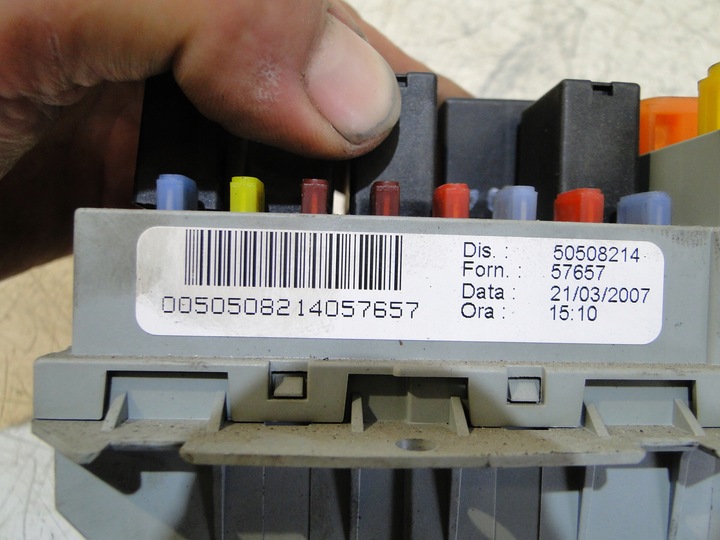 0050508214057657
Dis. : 50508214
Forn. : 57657
Data : 21/03/2007
Ora : 15:10